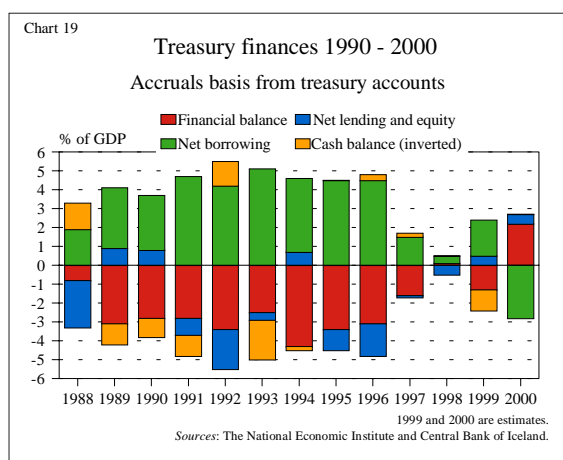 Chart 19
Treasury finances 1990 - 2000
Accruals basis from treasury accounts
Financial balance Net lending and equity
Net borrowing Cash balance (inverted)
% of GDP
6
5
4
3
2
1
0
-1
-2
-3
-4
-5
-6
1988 1989 1990 1991 1992 1993 1994 1995 1996 1997 1998 1999 2000
1999 and 2000 are estimates.
Sources: The National Economic Institute and Central Bank of Iceland.